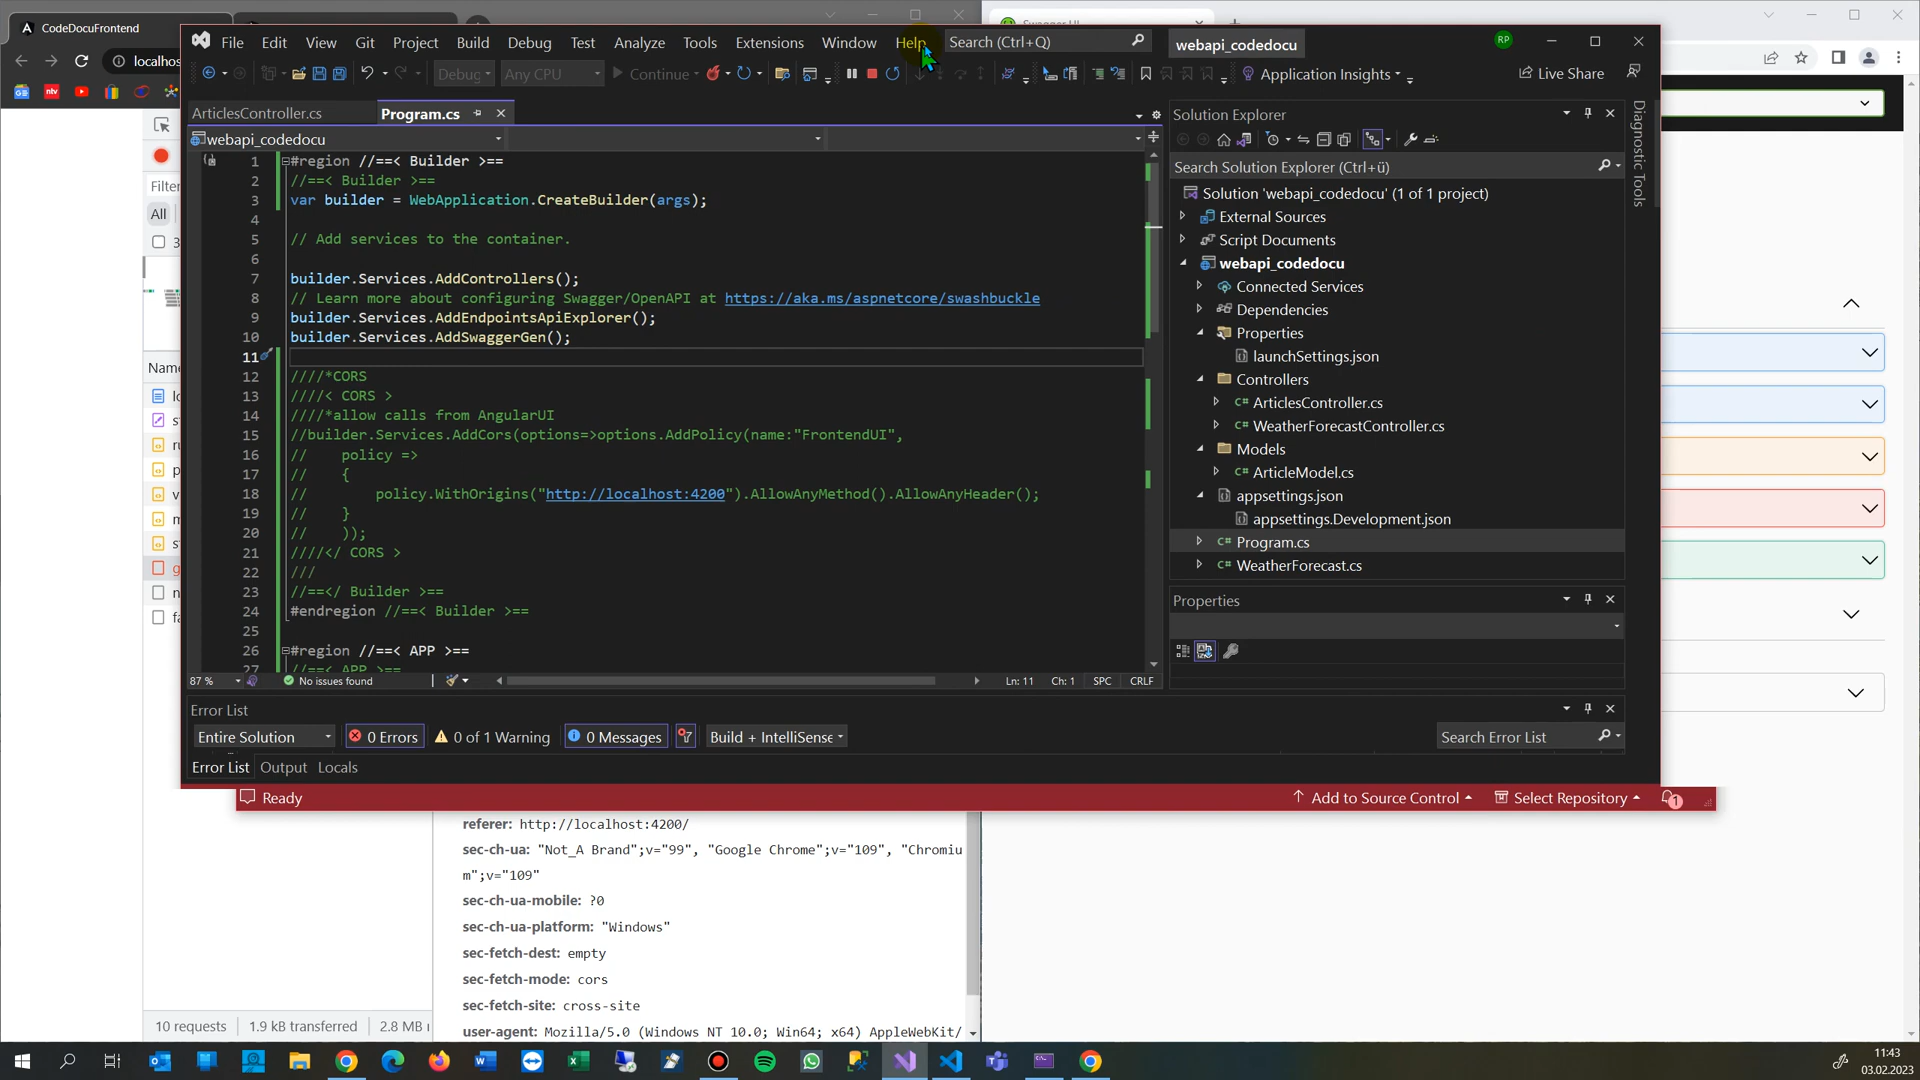 CodeDocuFrontend
Swagger UI
localhos
File Edit View Git Project Build Debug Test Analyze Tools Extensions Window Help Search (Ctrl+Q) webapi_codedocu RP
Debug Any CPU Continue Application Insights Live Share
ntv
ArticlesController.cs Program.cs
webapi_codedocu
Filter
All
3
Name
1 #region //==< Builder >==
2 //==< Builder >==
3 var builder = WebApplication.CreateBuilder(args);
4
5 // Add services to the container.
6
7 builder.Services.AddControllers();
8 // Learn more about configuring Swagger/OpenAPI at https://aka.ms/aspnetcore/swashbuckle
9 builder.Services.AddEndpointsApiExplorer();
10 builder.Services.AddSwaggerGen();
11
12 ////*CORS
13 ////< CORS >
14 ////*allow calls from AngularUI
15 //builder.Services.AddCors(options=>options.AddPolicy(name:"FrontendUI",
16 // policy =>
17 // {
18 // policy.WithOrigins("http://localhost:4200").AllowAnyMethod().AllowAnyHeader();
19 // }
20 // ));
21 ////</ CORS >
22 ///
23 //==</ Builder >==
24 #endregion //==< Builder >==
25
26 #region //==< APP >==
27 //==< APP >==
87 % No issues found Ln: 11 Ch: 1 SPC CRLF
Solution Explorer
Search Solution Explorer (Ctrl+ü)
Solution 'webapi_codedocu' (1 of 1 project)
External Sources
Script Documents
webapi_codedocu
Connected Services
Dependencies
Properties
launchSettings.json
Controllers
ArticlesController.cs
WeatherForecastController.cs
Models
ArticleModel.cs
appsettings.json
appsettings.Development.json
Program.cs
WeatherForecast.cs
Properties
Diagnostic Tools
Error List
Entire Solution 0 Errors 0 of 1 Warning 0 Messages Build + IntelliSense Search Error List
Error List Output Locals
Ready Add to Source Control Select Repository 1
referer: http://localhost:4200/
sec-ch-ua: "Not_A Brand";v="99", "Google Chrome";v="109", "Chromiu
m";v="109"
sec-ch-ua-mobile: ?0
sec-ch-ua-platform: "Windows"
sec-fetch-dest: empty
sec-fetch-mode: cors
sec-fetch-site: cross-site
user-agent: Mozilla/5.0 (Windows NT 10.0; Win64; x64) AppleWebKit/
10 requests 1.9 kB transferred 2.8 MB
11:43
03.02.2023